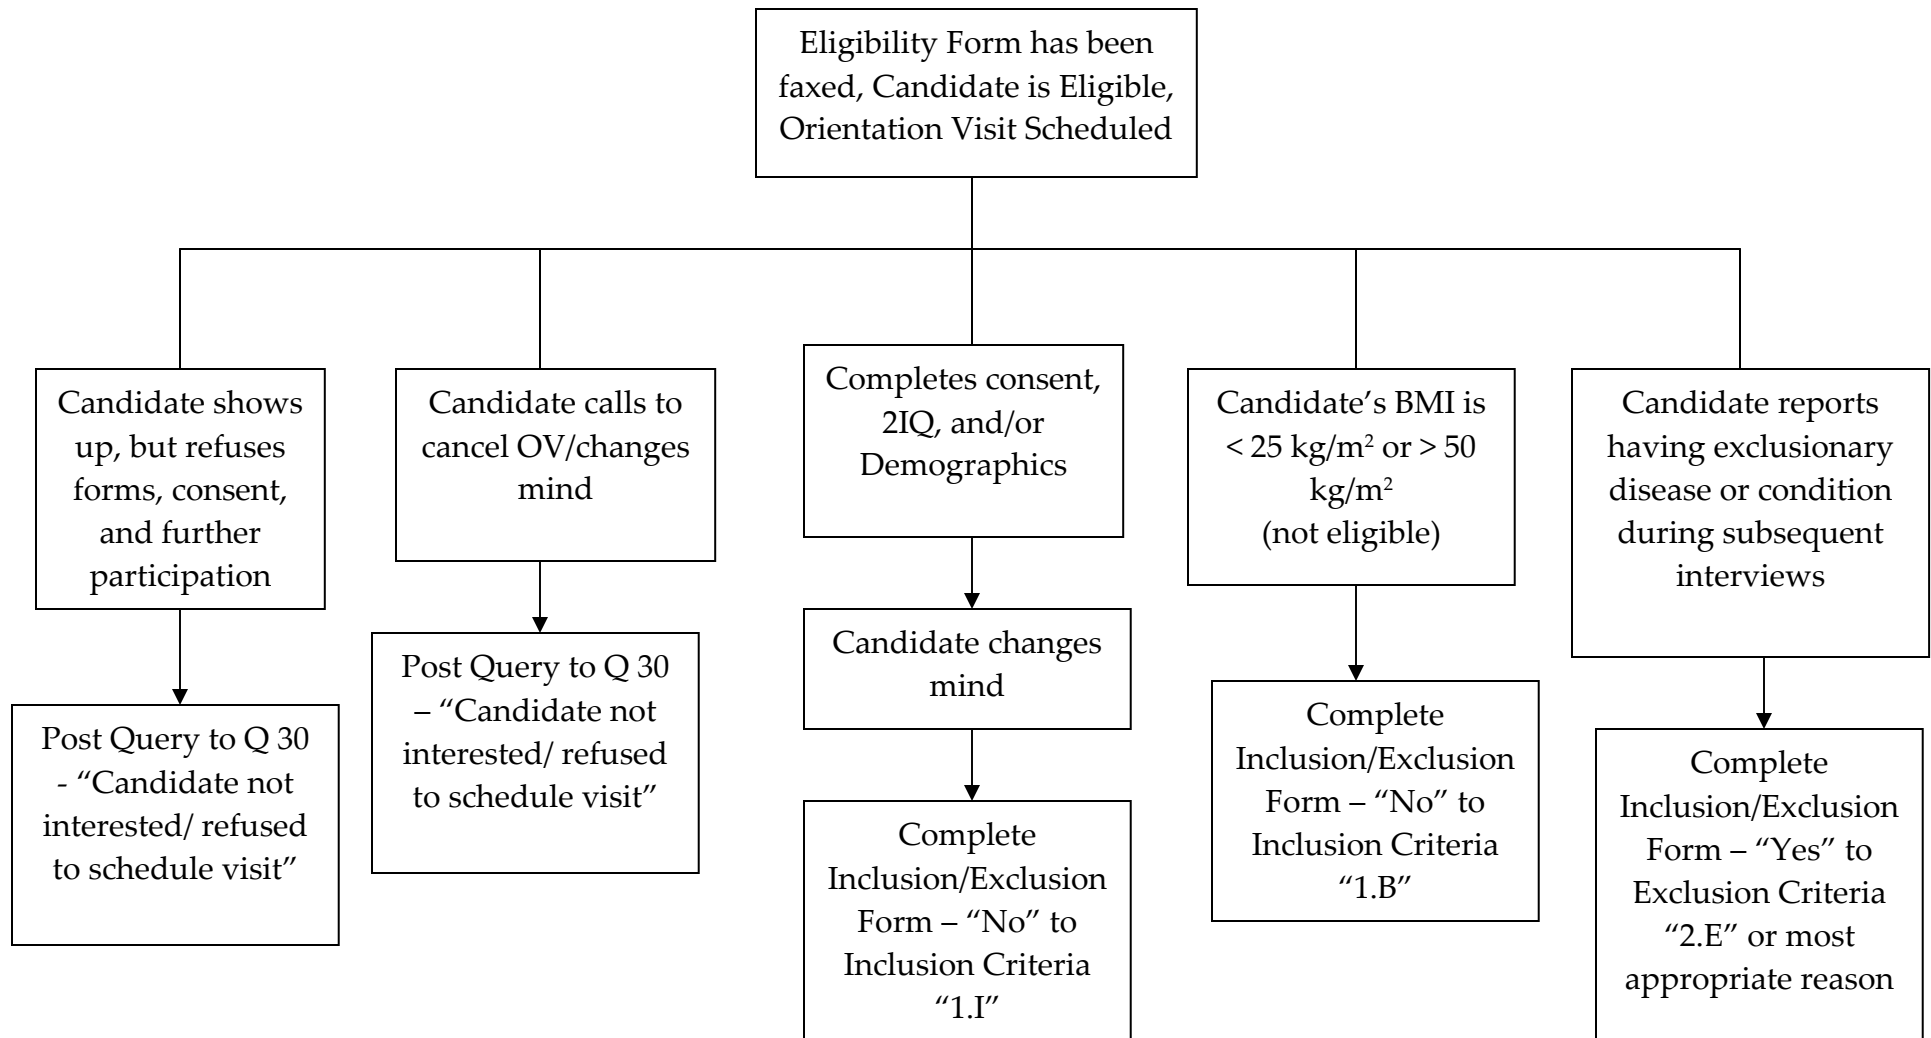 Eligibility Form has been
faxed, Candidate is Eligible,
Orientation Visit Scheduled
Candidate shows
up, but refuses
forms, consent,
and further
participation
Candidate calls to
cancel OV/changes
mind
Completes consent,
2IQ, and/or
Demographics
Candidate’s BMI is
< 25 kg/m² or > 50
kg/m²
(not eligible)
Candidate reports
having exclusionary
disease or condition
during subsequent
interviews
Post Query to Q 30
- “Candidate not
interested/ refused
to schedule visit”
Post Query to Q 30
– “Candidate not
interested/ refused
to schedule visit”
Candidate changes
mind
Complete
Inclusion/Exclusion
Form – “No” to
Inclusion Criteria
“1.I”
Complete
Inclusion/Exclusion
Form – “No” to
Inclusion Criteria
“1.B”
Complete
Inclusion/Exclusion
Form – “Yes” to
Exclusion Criteria
“2.E” or most
appropriate reason